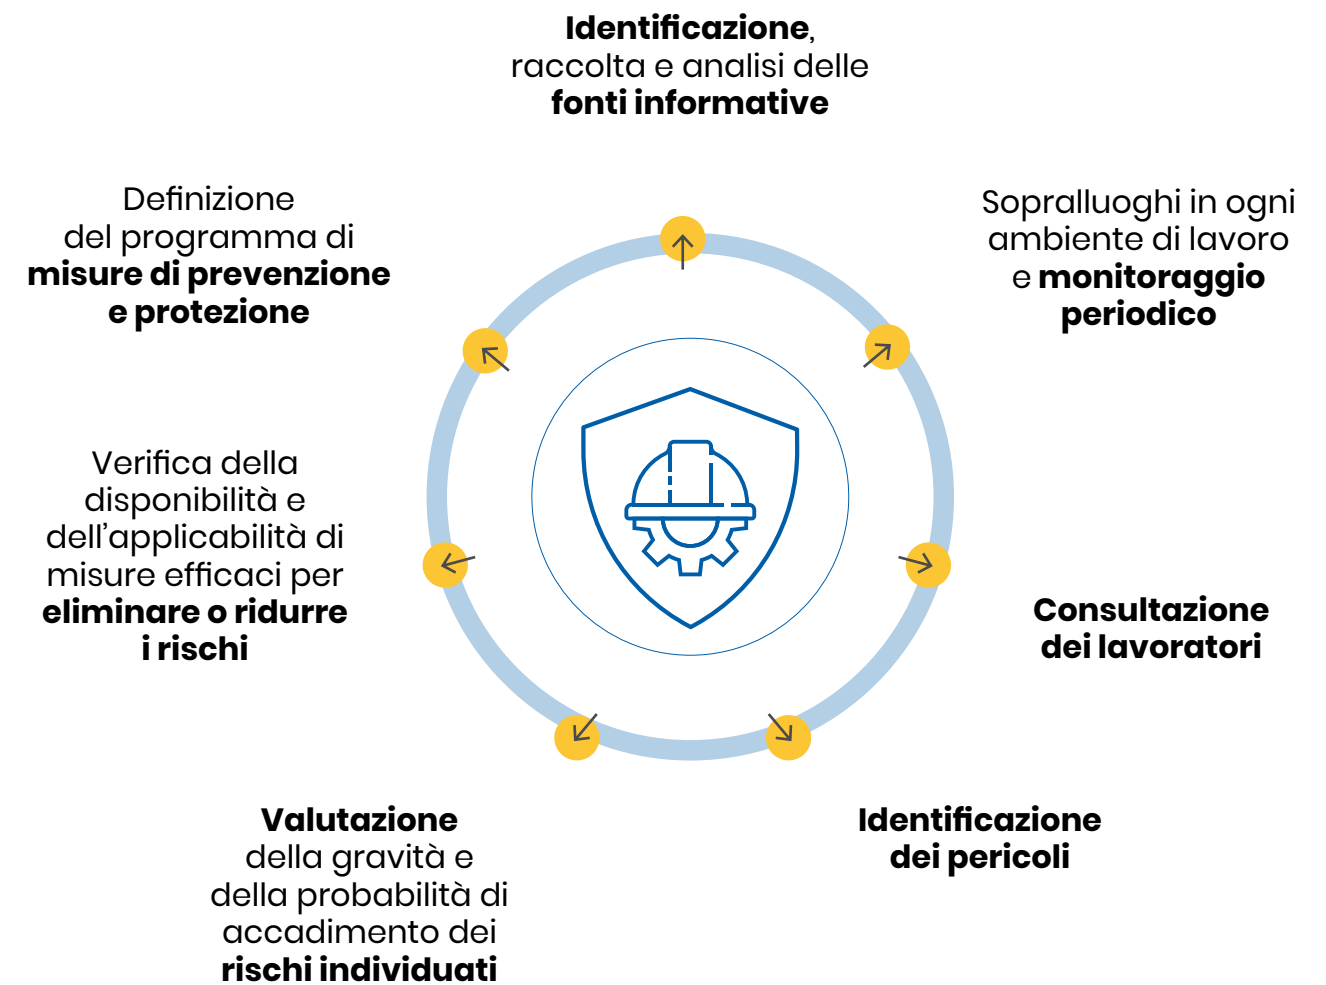 Identificazione,
raccolta e analisi delle
fonti informative
Sopralluoghi in ogni
ambiente di lavoro
e monitoraggio
periodico
Consultazione
dei lavoratori
Identificazione
dei pericoli
Valutazione
della gravità e
della probabilità di
accadimento dei
rischi individuati
Verifica della
disponibilità e
dell’applicabilità di
misure efficaci per
eliminare o ridurre
i rischi
Definizione
del programma di
misure di prevenzione
e protezione